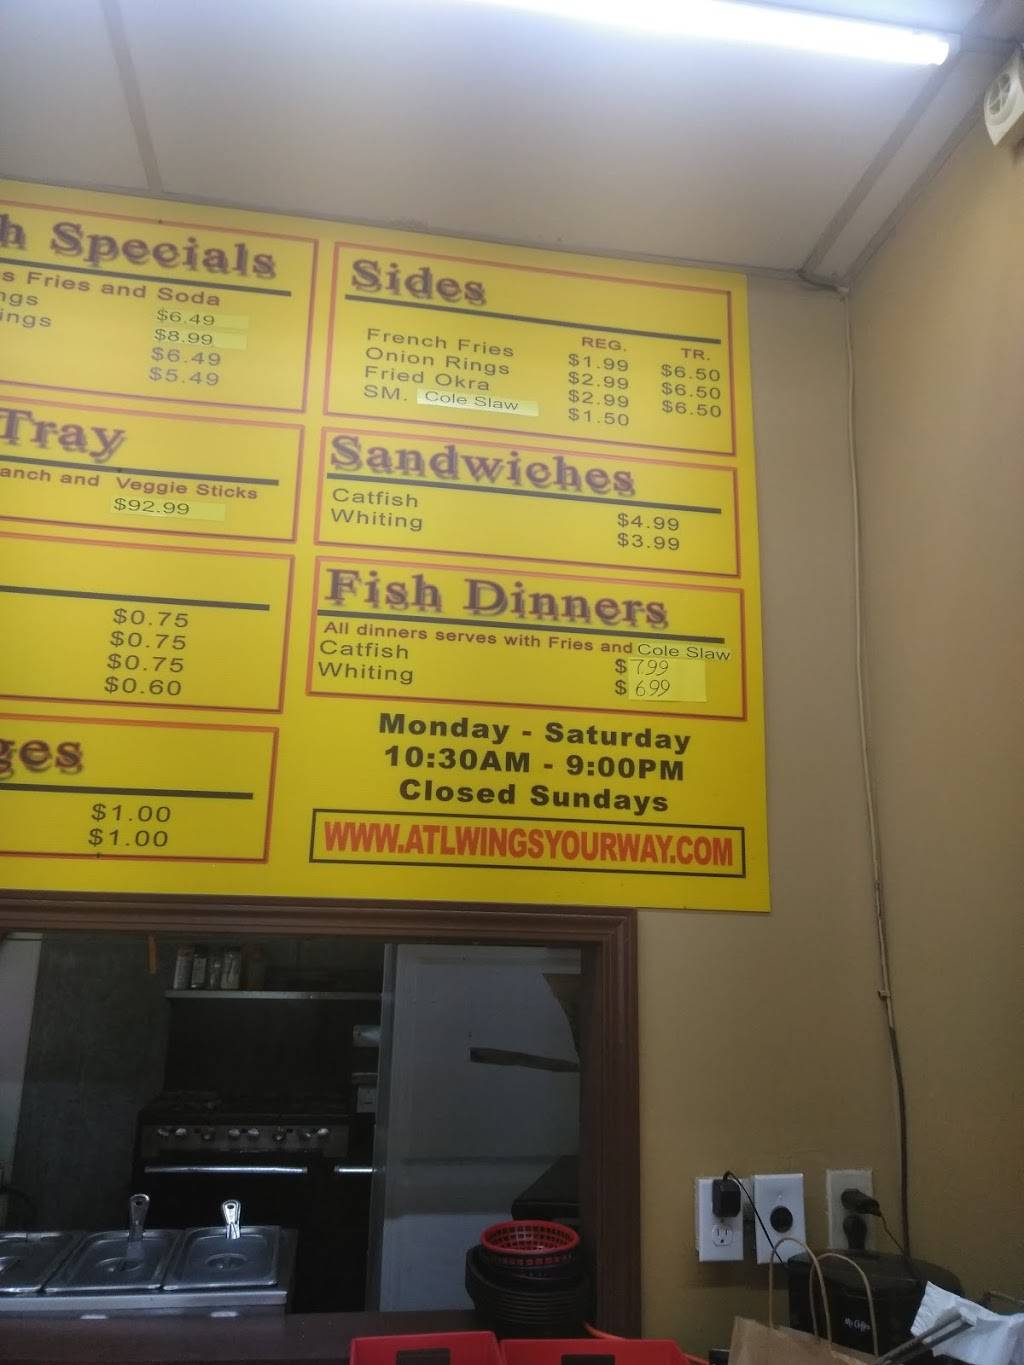 h Specials
s Fries and Soda
ngs $6.49
ings $8.99
$6.49
$5.49
Tray
anch and Veggie Sticks
$92.99
$0.75
$0.75
$0.75
$0.60
ges
$1.00
$1.00
Sides
REG. TR.
French Fries $1.99 $6.50
Onion Rings $2.99 $6.50
Fried Okra $2.99 $6.50
SM. Cole Slaw $1.50
Sandwiches
Catfish $4.99
Whiting $3.99
Fish Dinners
All dinners serves with Fries and Cole Slaw
Catfish $7.99
Whiting $6.99
Monday - Saturday
10:30AM - 9:00PM
Closed Sundays
WWW.ATLWINGSYOURWAY.COM
Mr. Coffee